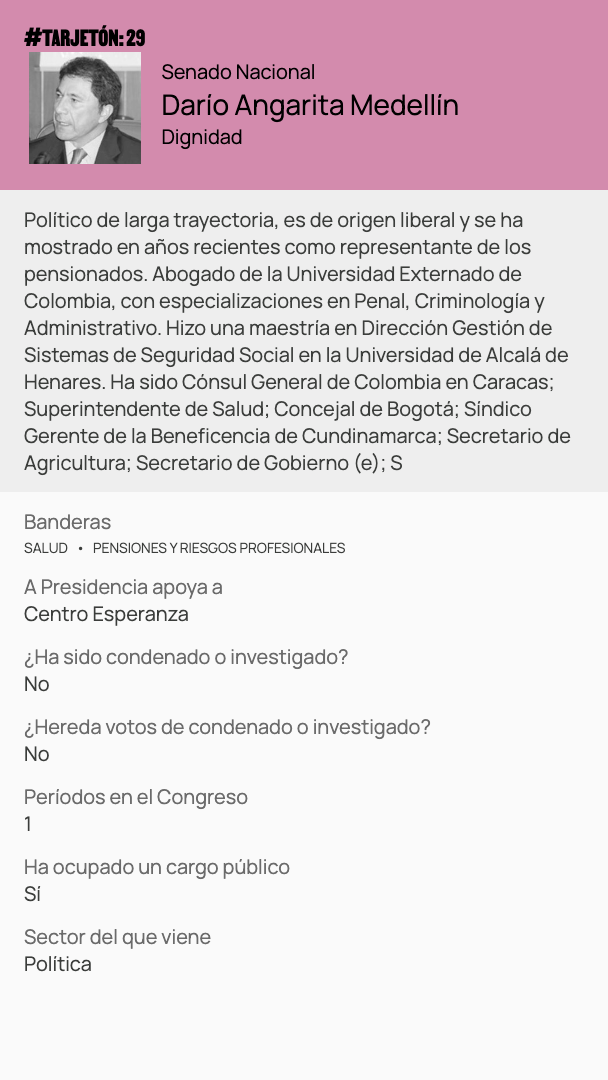 #TARJETÓN: 29
Senado Nacional
Darío Angarita Medellín
Dignidad
Político de larga trayectoria, es de origen liberal y se ha
mostrado en años recientes como representante de los
pensionados. Abogado de la Universidad Externado de
Colombia, con especializaciones en Penal, Criminología y
Administrativo. Hizo una maestría en Dirección Gestión de
Sistemas de Seguridad Social en la Universidad de Alcalá de
Henares. Ha sido Cónsul General de Colombia en Caracas;
Superintendente de Salud; Concejal de Bogotá; Síndico
Gerente de la Beneficencia de Cundinamarca; Secretario de
Agricultura; Secretario de Gobierno (e); S
Banderas
SALUD • PENSIONES Y RIESGOS PROFESIONALES
A Presidencia apoya a
Centro Esperanza
¿Ha sido condenado o investigado?
No
¿Hereda votos de condenado o investigado?
No
Períodos en el Congreso
1
Ha ocupado un cargo público
Sí
Sector del que viene
Política